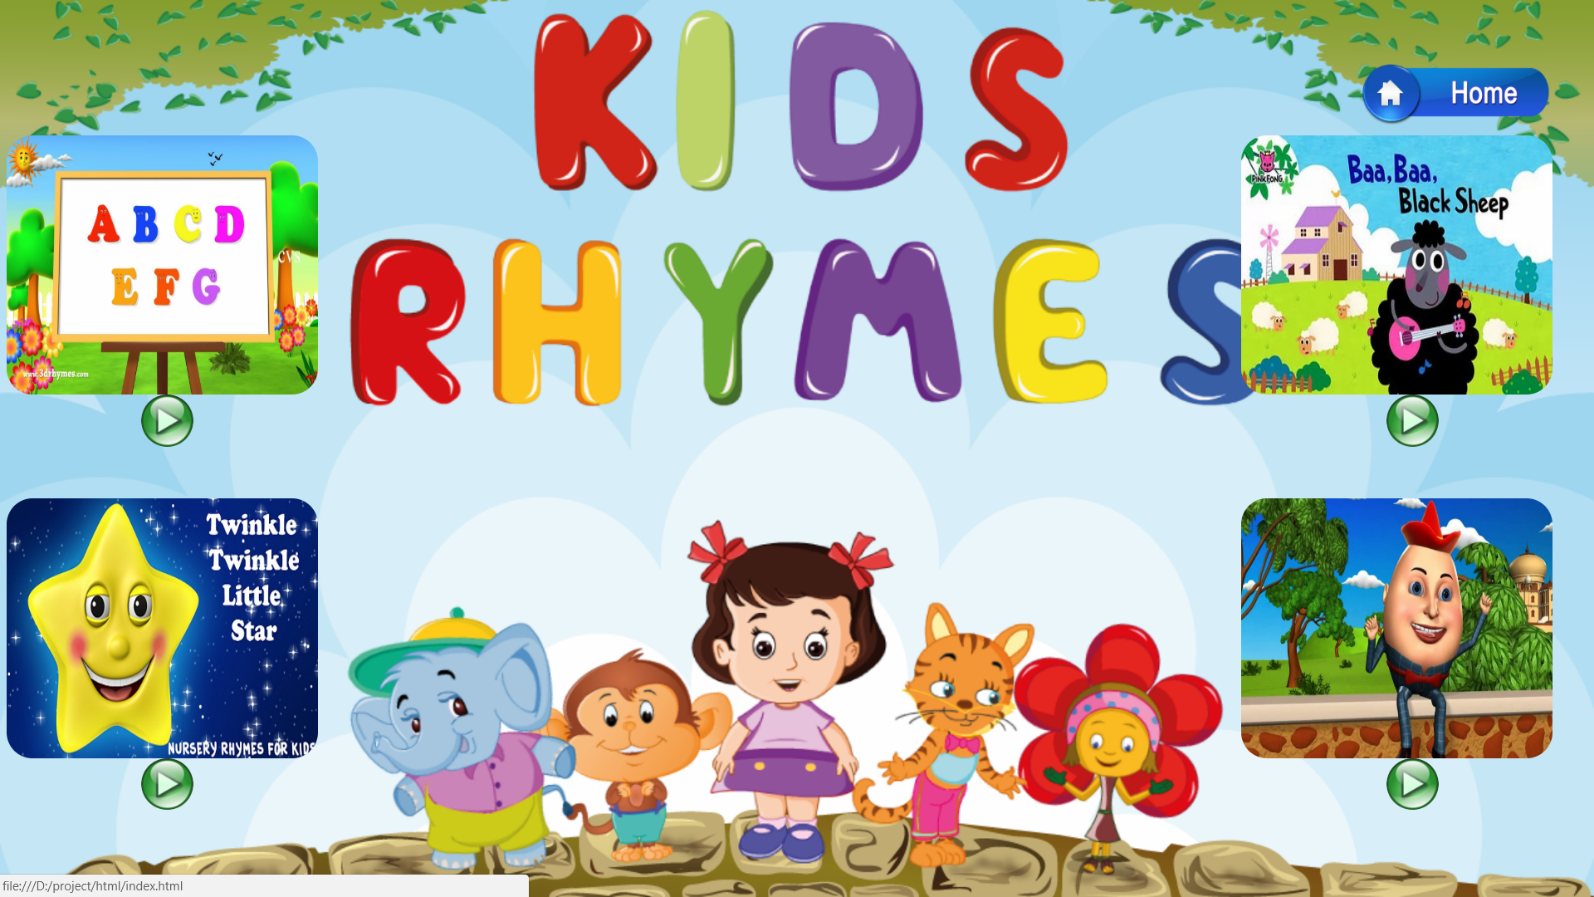 KIDS
RHYMES
Home
A B C D
E F G
CVS
www.3drhymes.com
PINKFONG
Baa, Baa,
Black Sheep
Twinkle
Twinkle
Little
Star
NURSERY RHYMES FOR KIDS
file:///D:/project/html/index.html